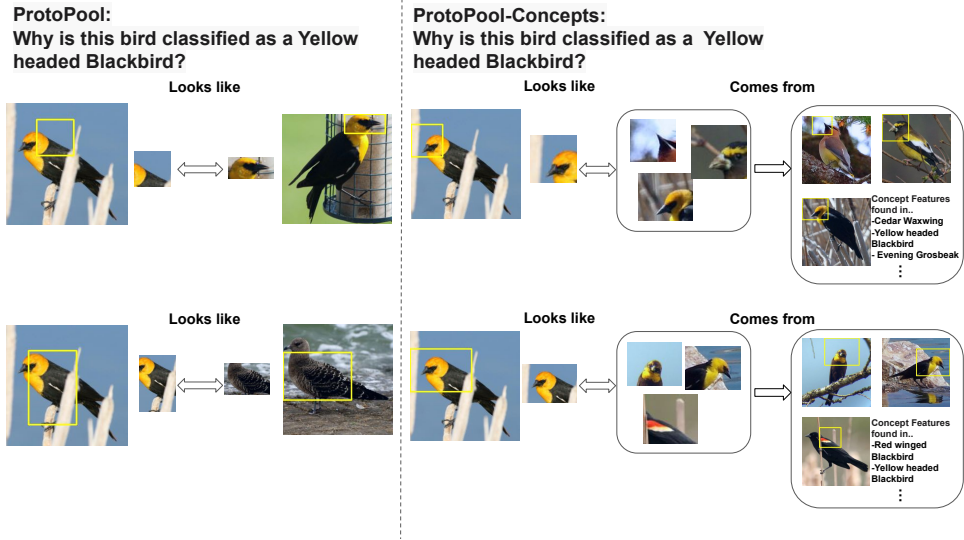 ProtoPool:
Why is this bird classified as a Yellow
headed Blackbird?
Looks like
Looks like
ProtoPool-Concepts:
Why is this bird classified as a  Yellow
headed Blackbird?
Looks like
Comes from
Concept Features
found in..
-Cedar Waxwing
-Yellow headed
Blackbird
- Evening Grosbeak
⋮
Looks like
Comes from
Concept Features
found in..
-Red winged
Blackbird
-Yellow headed
Blackbird
⋮